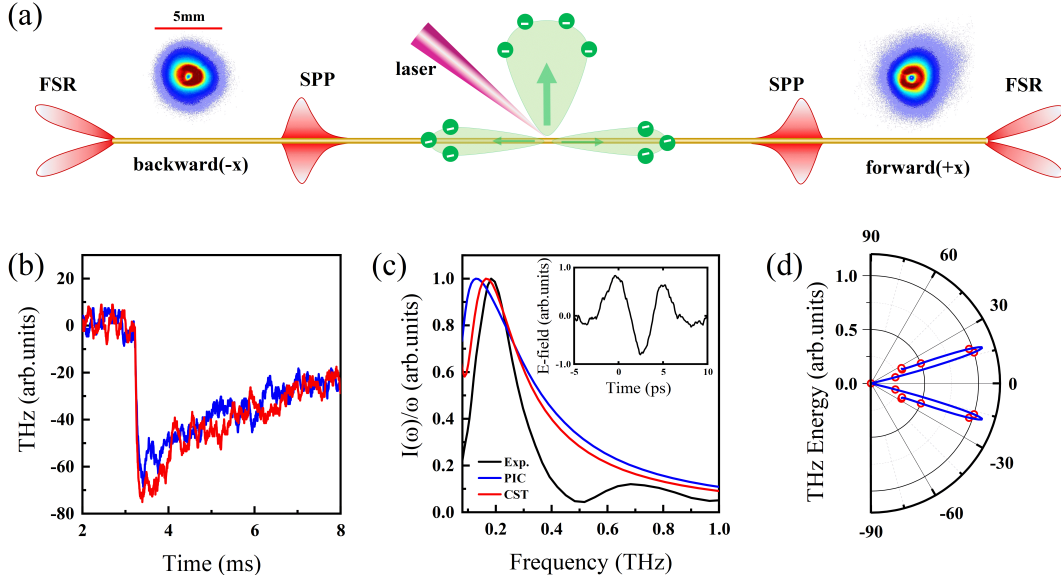 (a)
5mm
FSR
SPP
laser
SPP
FSR
backward(-x)
forward(+x)
(b)
THz (arb.units)
20
0
-20
-40
-60
-80
2
4
6
8
Time (ms)
(c)
I(ω)/ω (arb.units)
1.0
0.8
0.6
0.4
0.2
0.0
0.2
0.4
0.6
0.8
1.0
Frequency (THz)
Exp.
PIC
CST
E-field (arb.units)
1.0
0.0
-1.0
-5
0
5
10
Time (ps)
(d)
THz Energy (arb.units)
1.0
0.5
0.0
90
60
30
0
-30
-60
-90